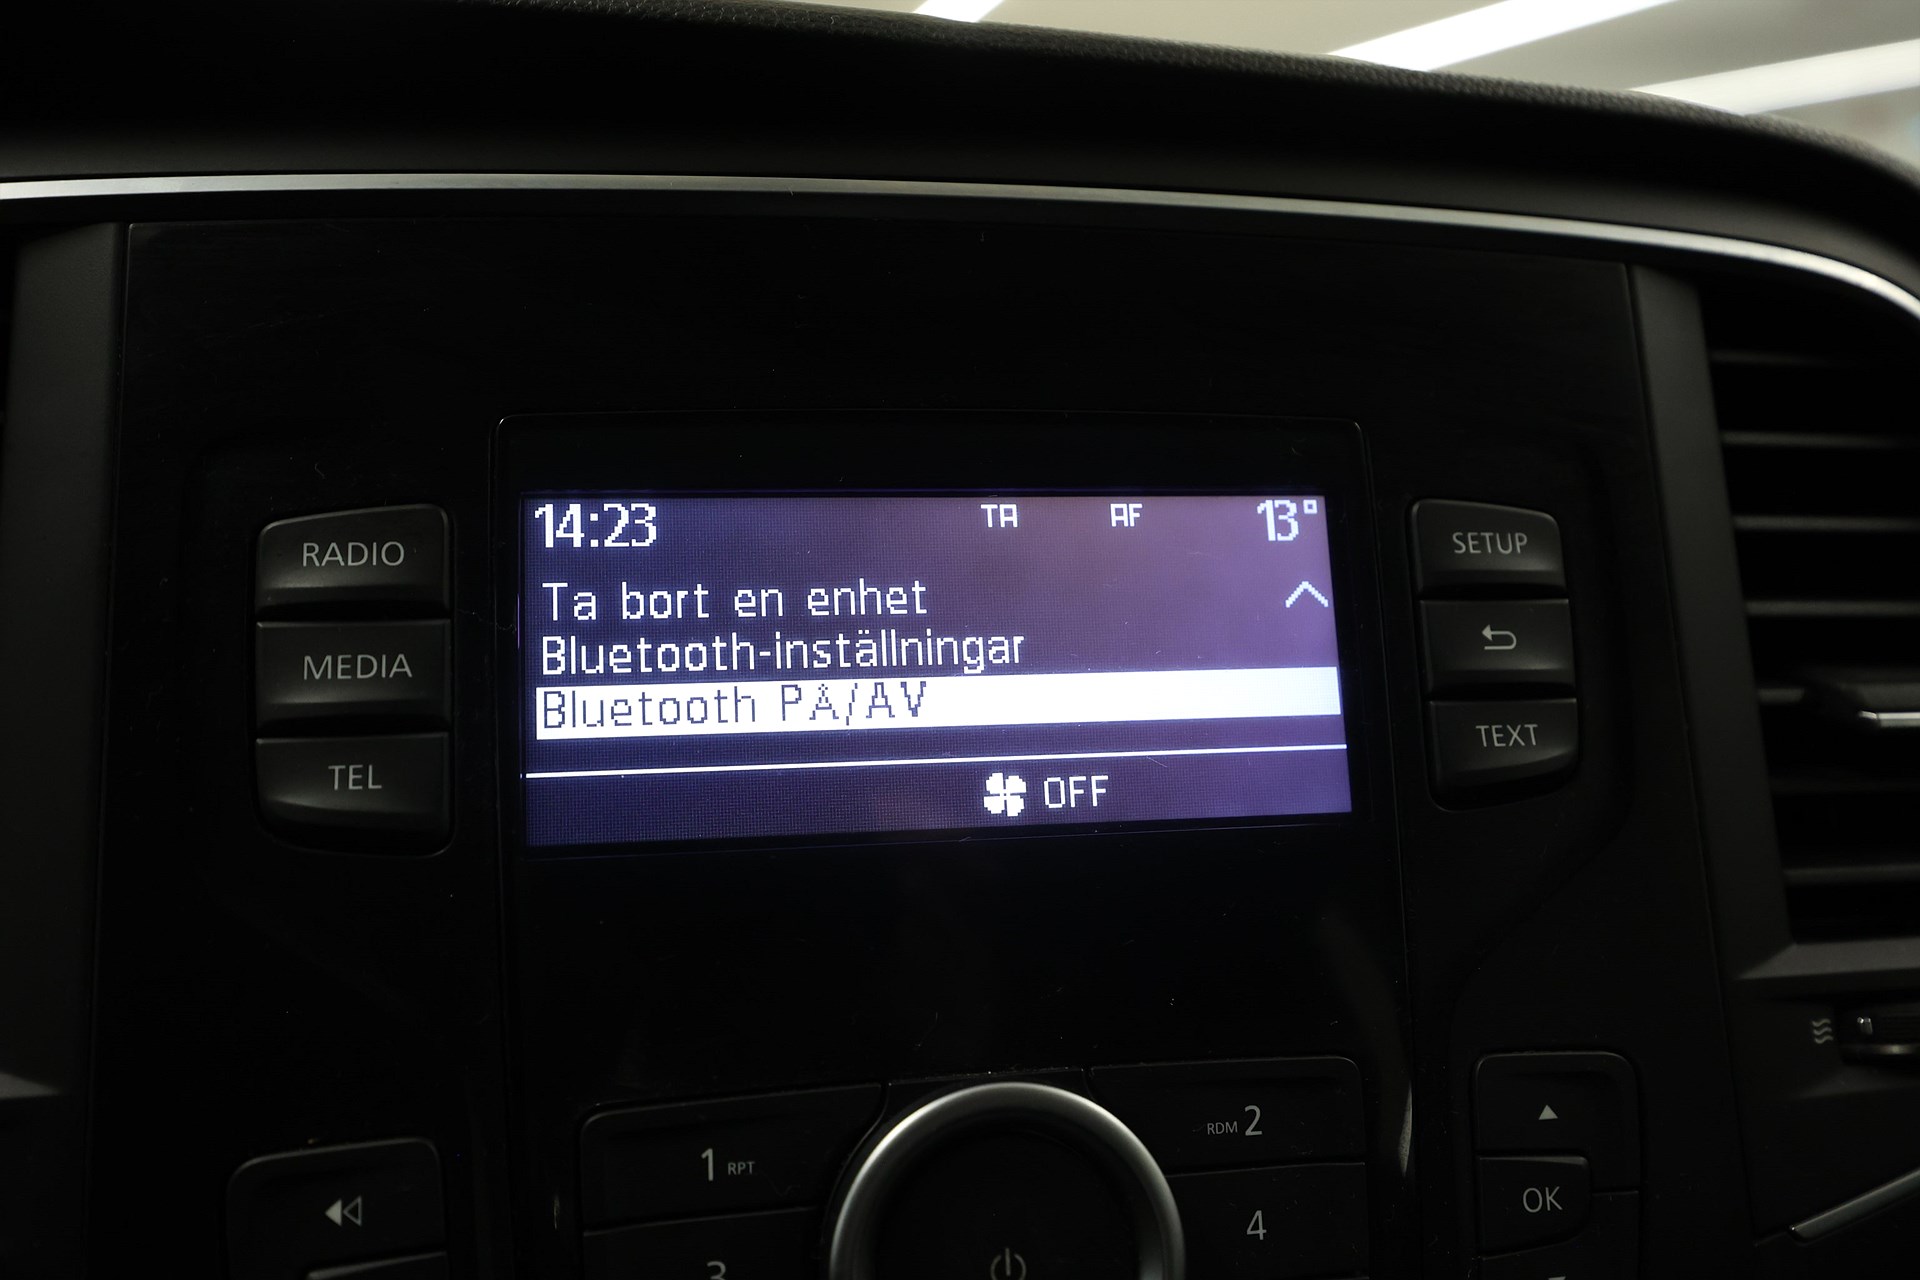 14:23 TA AF 13°
Ta bort en enhet
Bluetooth-inställningar
Bluetooth PÅ/AV
OFF
RADIO
MEDIA
TEL
SETUP
TEXT
1 RPT
RDM 2
3
4
OK